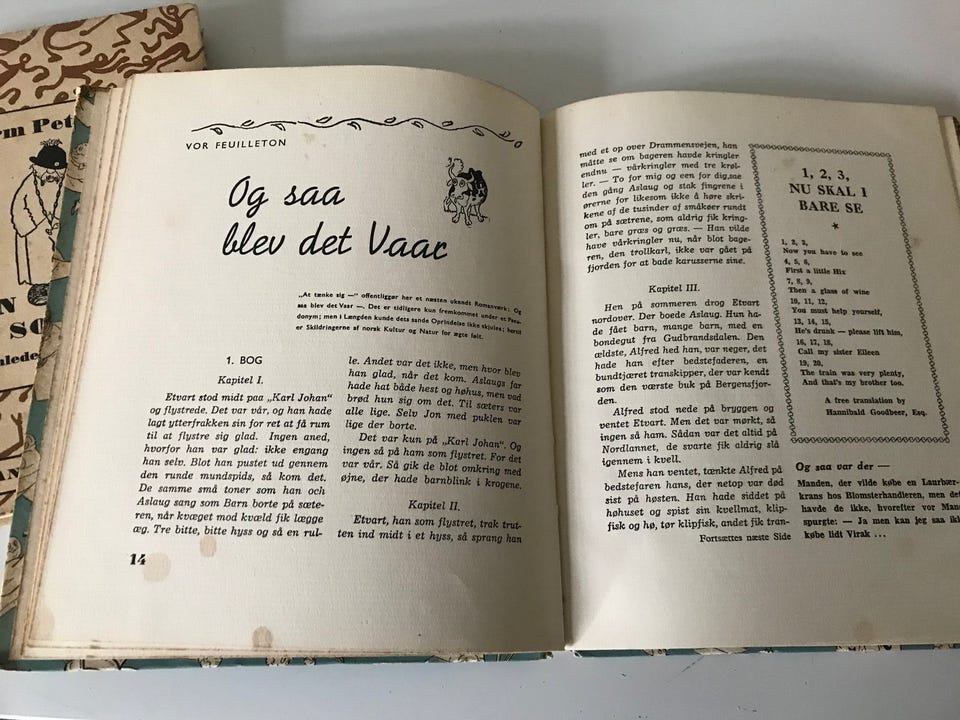 rm Pet
N
SO
nlede
AN
VOR FEUILLETON
Og saa
blev det Vaar
„At tænke sig —" offentliggør her et næsten ukendt Romanværk: Og
saa blev det Vaar —. Det er tidligere kun fremkommet under et Pseu-
donym; men i Længden kunde dets sande Oprindelse ikke skjules; hertil
er Skildringerne af norsk Kultur og Natur for ægte følt.
1. BOG
Kapitel I.
Etvart stod midt paa „Karl Johan"
og flystrede. Det var vår, og han hade
lagt ytterfrakken sin for ret at få rum
til at flystre sig glad. Ingen aned,
hvorfor han var glad: ikke engang
han selv. Blot han pustet ud gennem
den runde mundspids, så kom det.
De samme små toner som han och
Aslaug sang som Barn borte på sæte-
ren, når kvæget mod kvæld fik lægge
æg. Tre bitte, bitte hyss og så en rul-
le. Andet var det ikke, men hvor blev
han glad, når det kom. Aslaugs far
hade hat både hest og høhus, men vad
brød hun sig om det. Til sæters var
alle lige. Selv Jon med puklen var
lige der borte.
Det var kun på „Karl Johan". Og
ingen så på ham som flystret. For det
var vår. Så gik de blot omkring med
øjne, der hade barnblink i krogene.
Kapitel II.
Etvart, han som flystret, trak trut-
ten ind midt i et hyss, så sprang han
14
med et op over Drammensvejen, han
måtte se om bageren havde kringler
endnu — vårkringler med tre krøl-
ler. — To for mig og een for dig, sae
den gång Aslaug og stak fingrene i
ørerne for likesom ikke å høre skri-
kene af de tusinder af småkøer rundt
om på sætrene, som aldrig fik kring-
ler, bare græs og græs. — Han vilde
have vårkringler nu, når blot bage-
ren, den trollkarl, ikke var gået på
fjorden for at bade karusserne sine.
Kapitel III.
Hen på sommeren drog Etvart
nordover. Der boede Aslaug. Hun ha-
de fået barn, mange barn, med en
bondegut fra Gudbrandsdalen. Den
ældste, Alfred hed han, var neger, det
hade han efter bedstefaderen, en
bundtjæret transkipper, der var kendt
som den værste buk på Bergensfjor-
den.
Alfred stod nede på bryggen og
ventet Etvart. Men det var mørkt, så
ingen så ham. Sådan var det altid på
Nordlannet, de svarte fik aldrig slå
igennem i kvell.
Mens han ventet, tænkte Alfred på
bedstefaren hans, der netop var død
sist på høsten. Han hade siddet på
høhuset og spist sin kvellmat, klip-
fisk og hø, tør klipfisk, andet fik tran-
Fortsættes næste Side
1, 2, 3,
NU SKAL I
BARE SE
1, 2, 3,
Now you have to see
4, 5, 6,
First a little Hix
7, 8, 9,
Then a glass of wine
10, 11, 12,
You must help yourself,
13, 14, 15,
He's drunk — please lift him,
16, 17, 18,
Call my sister Eileen
19, 20,
The train was very plenty,
And that's my brother too.
A free translation by
Hannibald Goodbeer, Esq.
Og saa var der —
Manden, der vilde købe en Laurbær-
krans hos Blomsterhandleren, men det
havde de ikke, hvorefter vor Mand
spurgte: — Ja men kan jeg saa ikke
købe lidt Virak ...